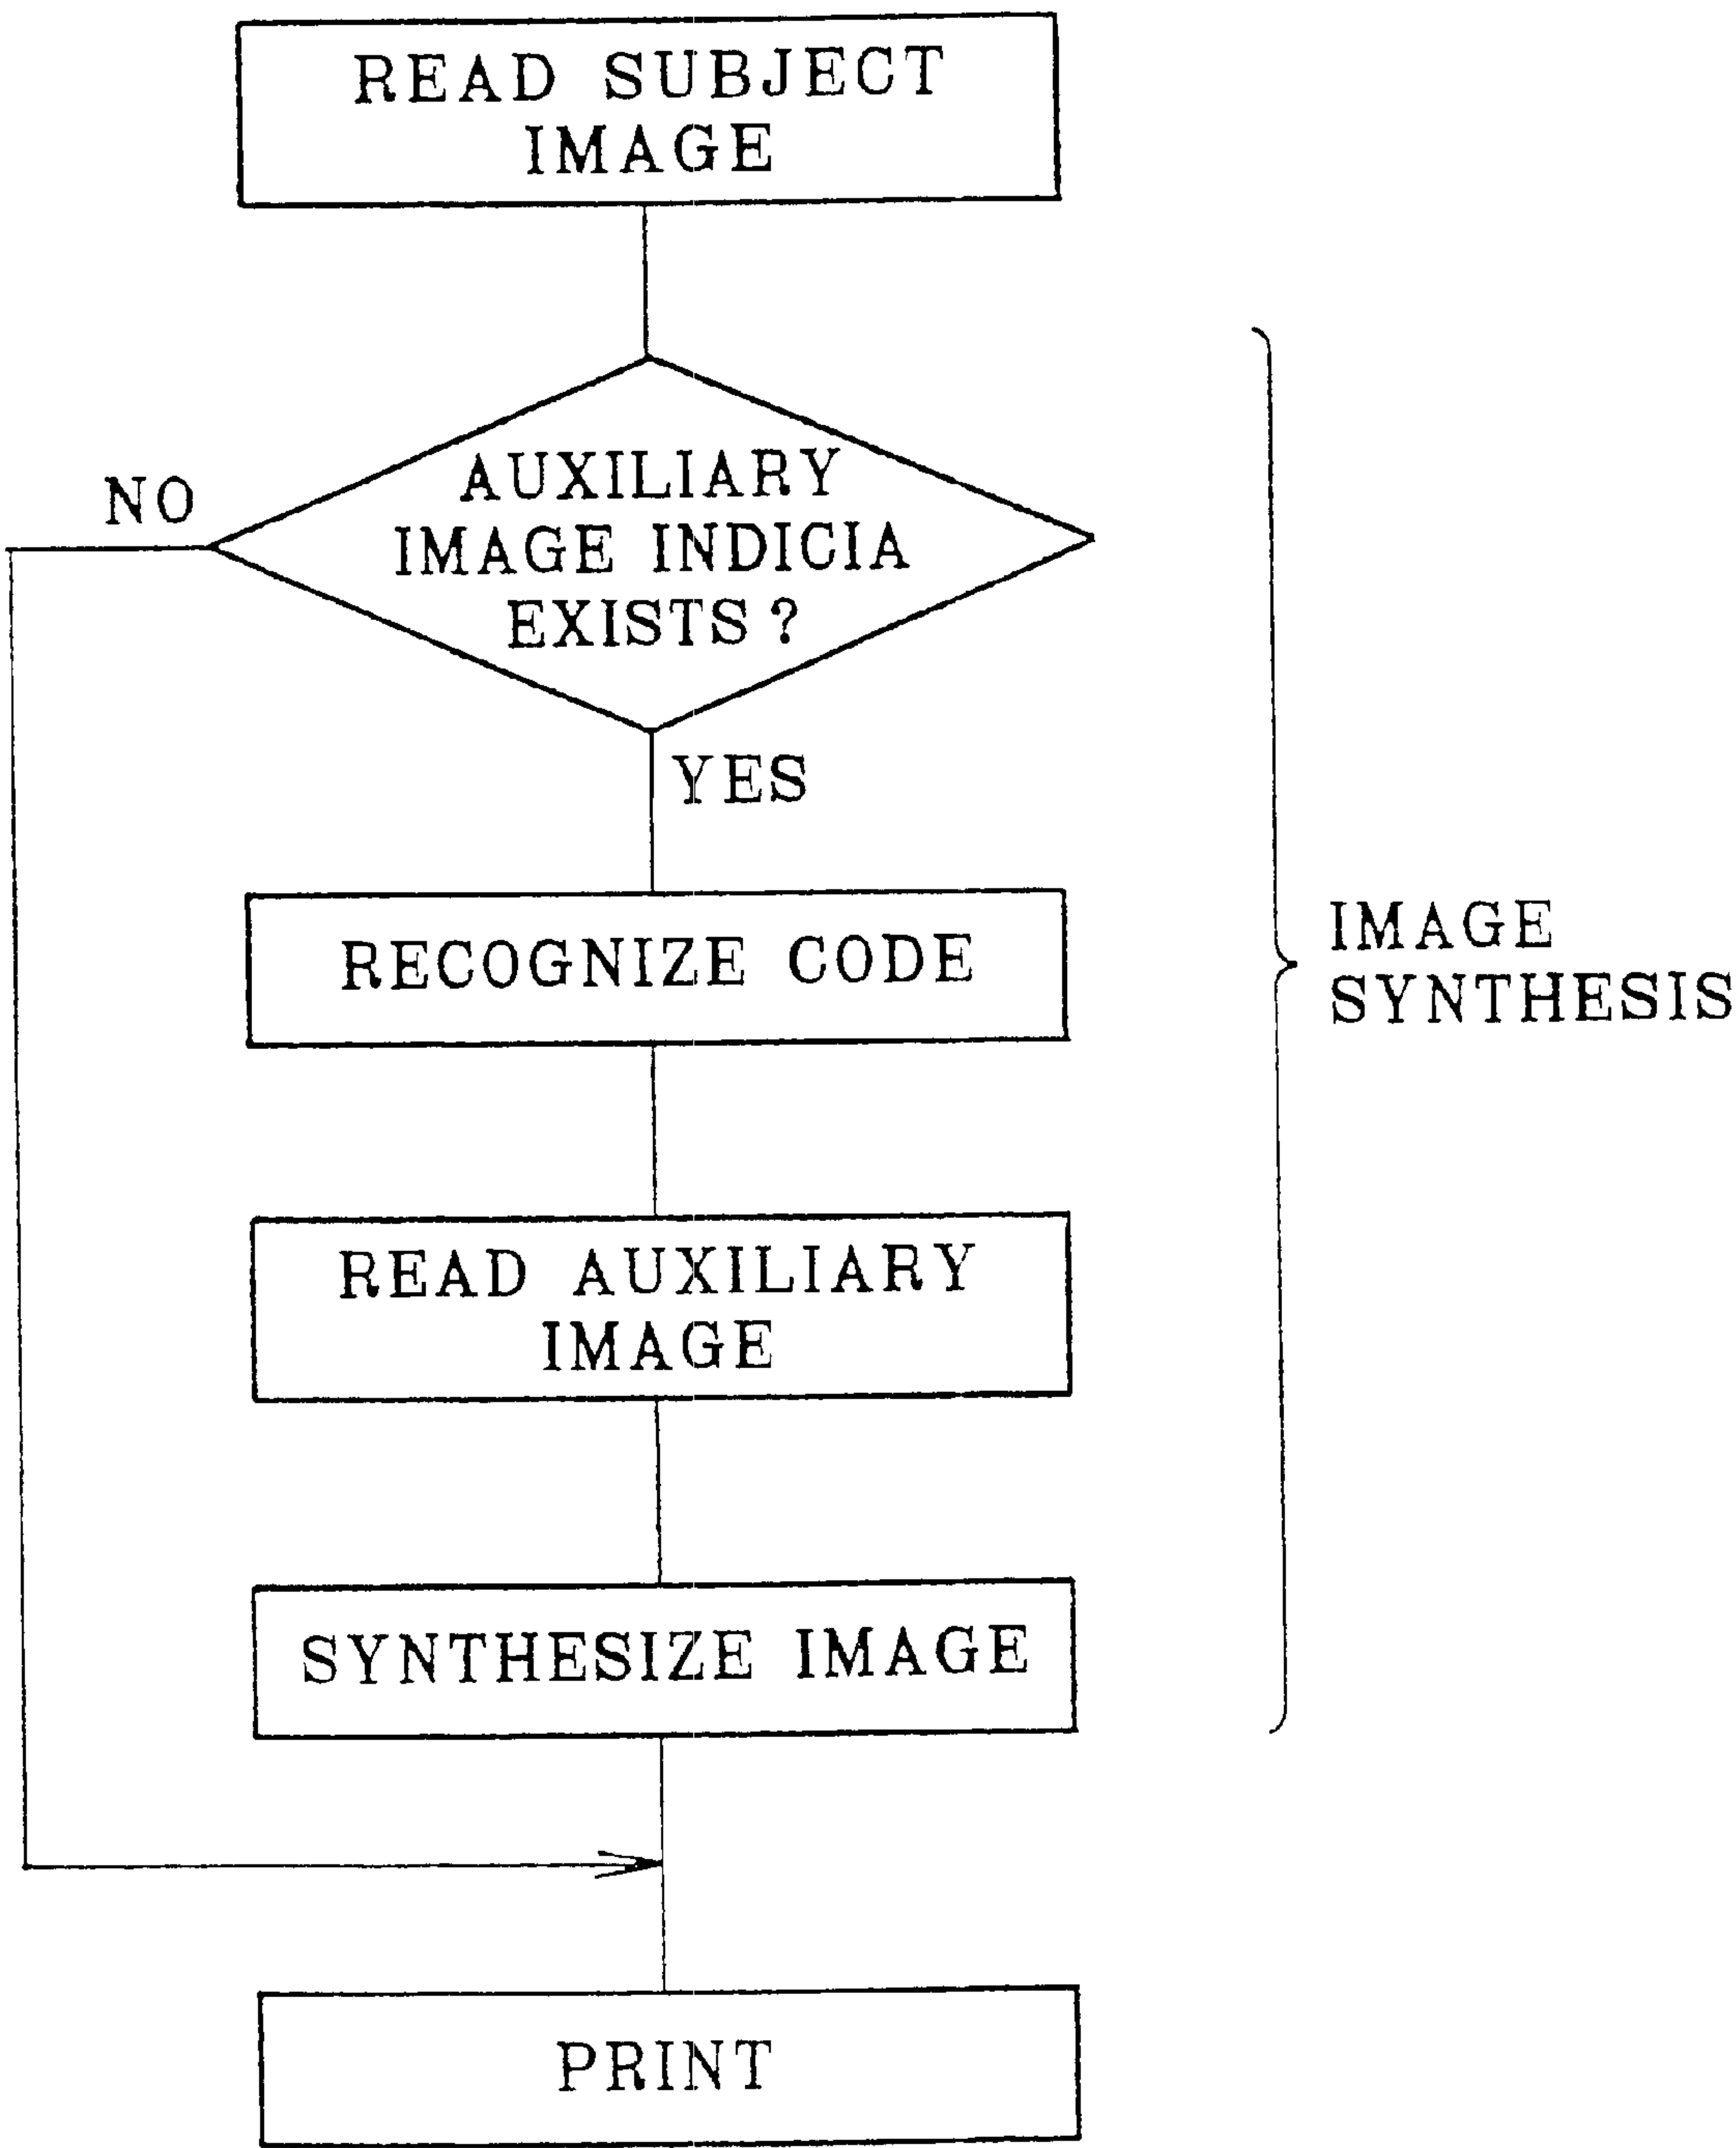 READ SUBJECT
IMAGE
AUXILIARY
IMAGE INDICIA
EXISTS ?
NO
YES
RECOGNIZE CODE
IMAGE
SYNTHESIS
READ AUXILIARY
IMAGE
SYNTHESIZE IMAGE
PRINT